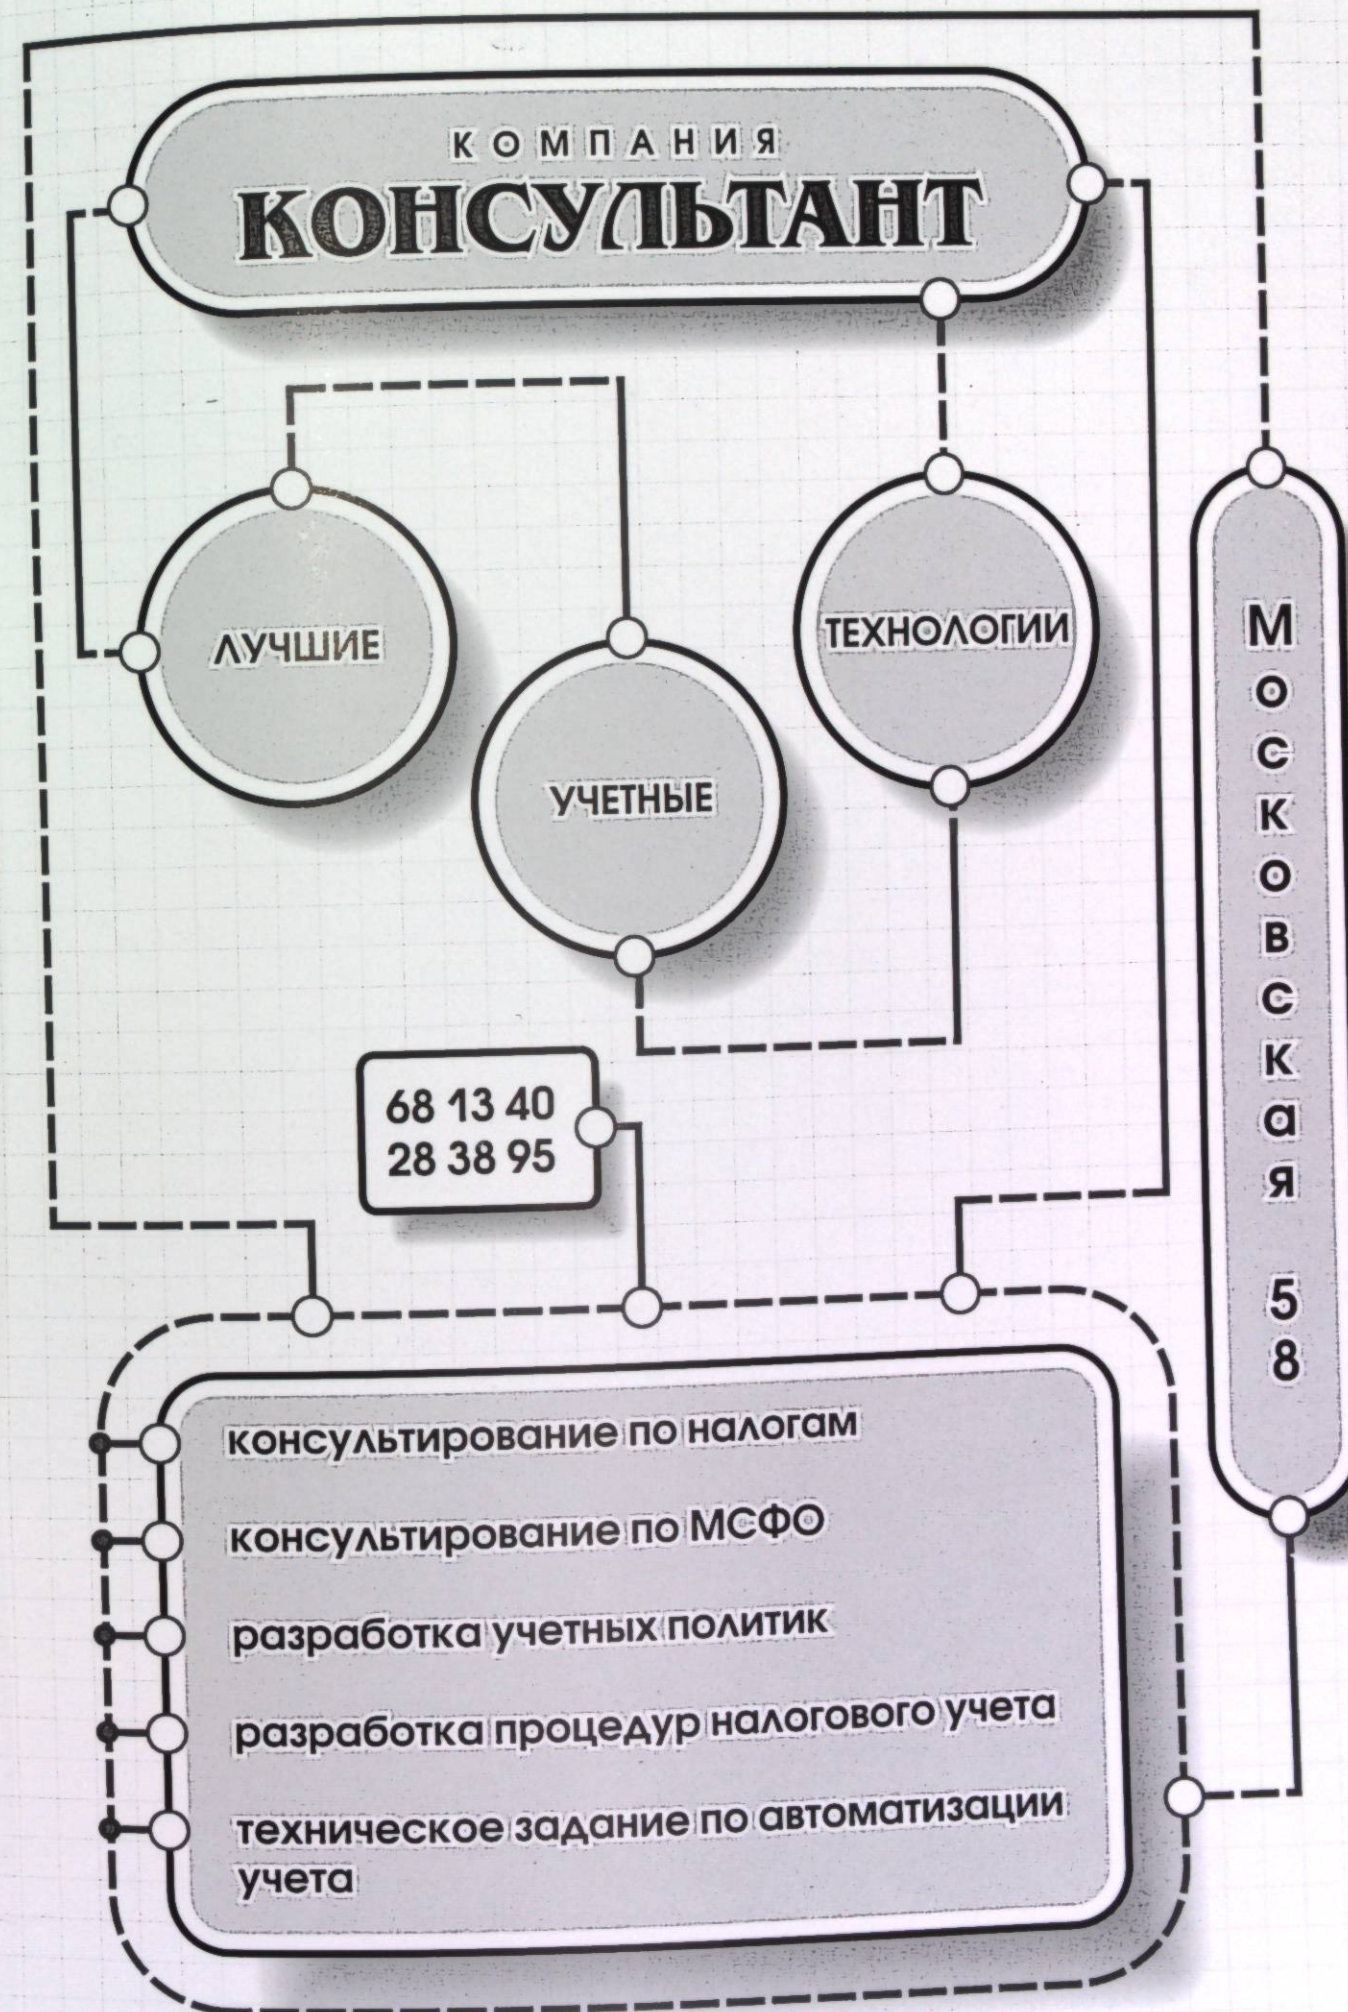 КОМПАНИЯ
КОНСУЛЬТАНТ
ЛУЧШИЕ
УЧЕТНЫЕ
ТЕХНОЛОГИИ
68 13 40
28 38 95
Московская 58
консультирование по налогам
консультирование по МСФО
разработка учетных политик
разработка процедур налогового учета
техническое задание по автоматизации
учета